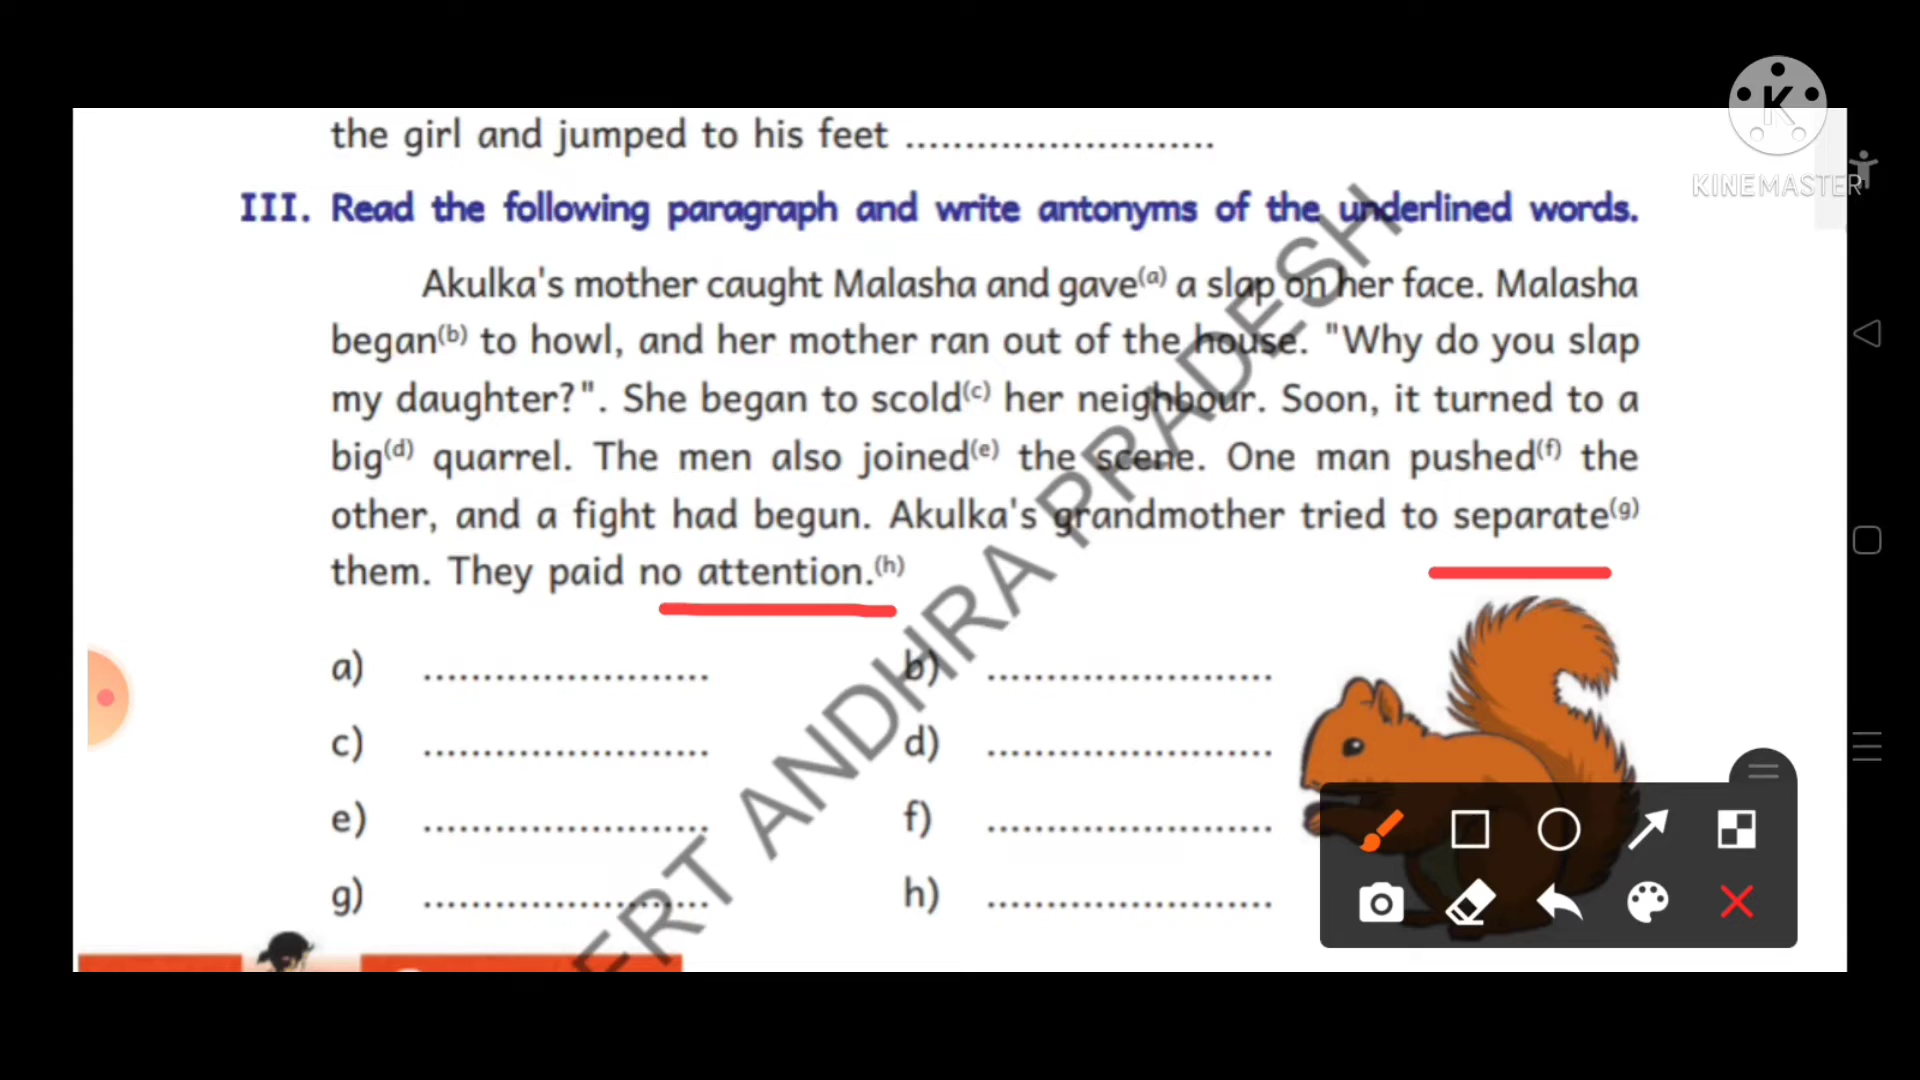 the girl and jumped to his feet ..........................
KINEMASTER
III. Read the following paragraph and write antonyms of the underlined words.
Akulka's mother caught Malasha and gave(a) a slap on her face. Malasha
began(b) to howl, and her mother ran out of the house. "Why do you slap
my daughter?". She began to scold(c) her neighbour. Soon, it turned to a
big(d) quarrel. The men also joined(e) the scene. One man pushed(f) the
other, and a fight had begun. Akulka's grandmother tried to separate(g)
them. They paid no attention.(h)
a) ........................ b) ........................
c) ........................ d) ........................
e) ........................ f) ........................
g) ........................ h) ........................
ERT ANDHRA PRADESH